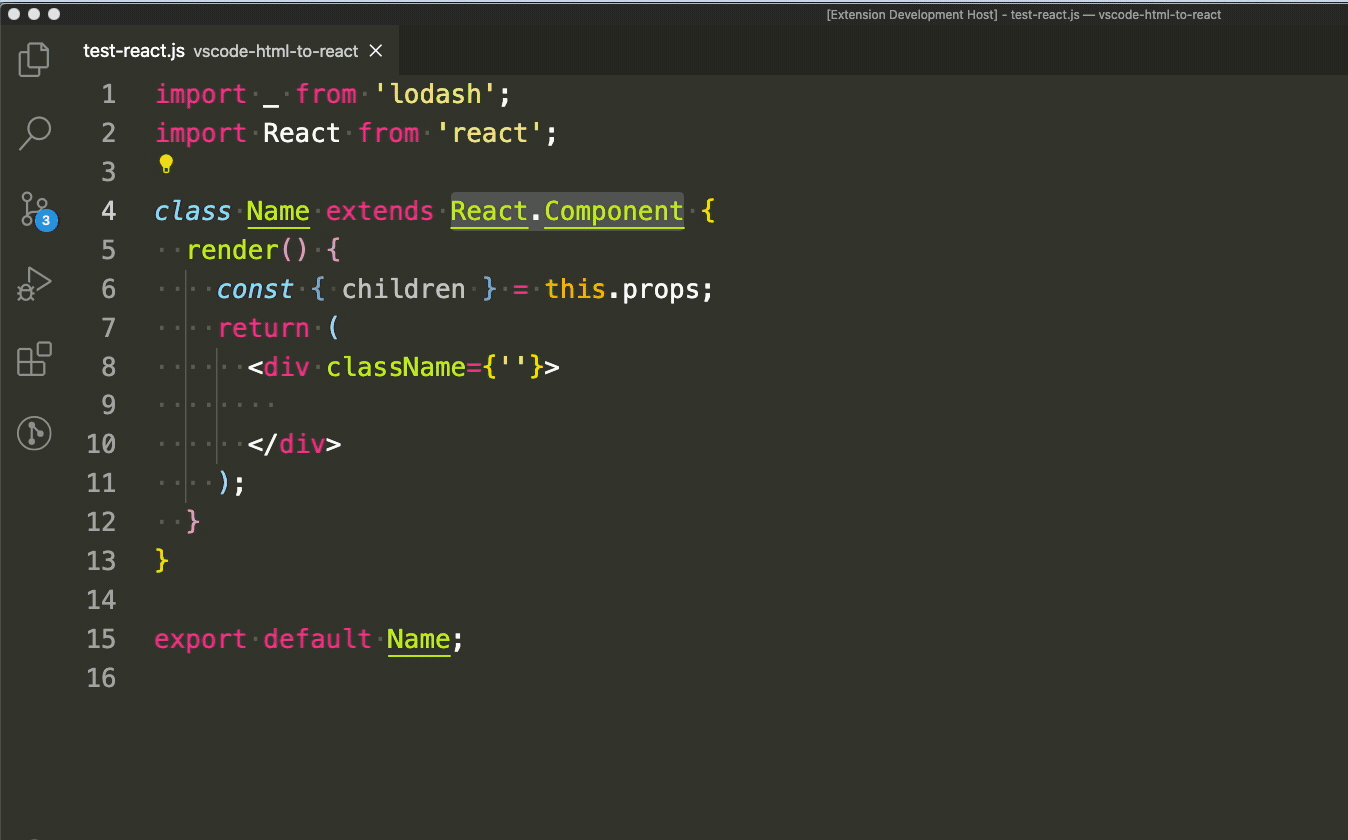 [Extension Development Host] - test-react.js — vscode-html-to-react
test-react.js vscode-html-to-react
3
1 import _ from 'lodash';
2 import React from 'react';
3
4 class Name extends React.Component {
5   render() {
6     const { children } = this.props;
7     return (
8       <div className={''}>
9
10       </div>
11     );
12   }
13 }
14
15 export default Name;
16